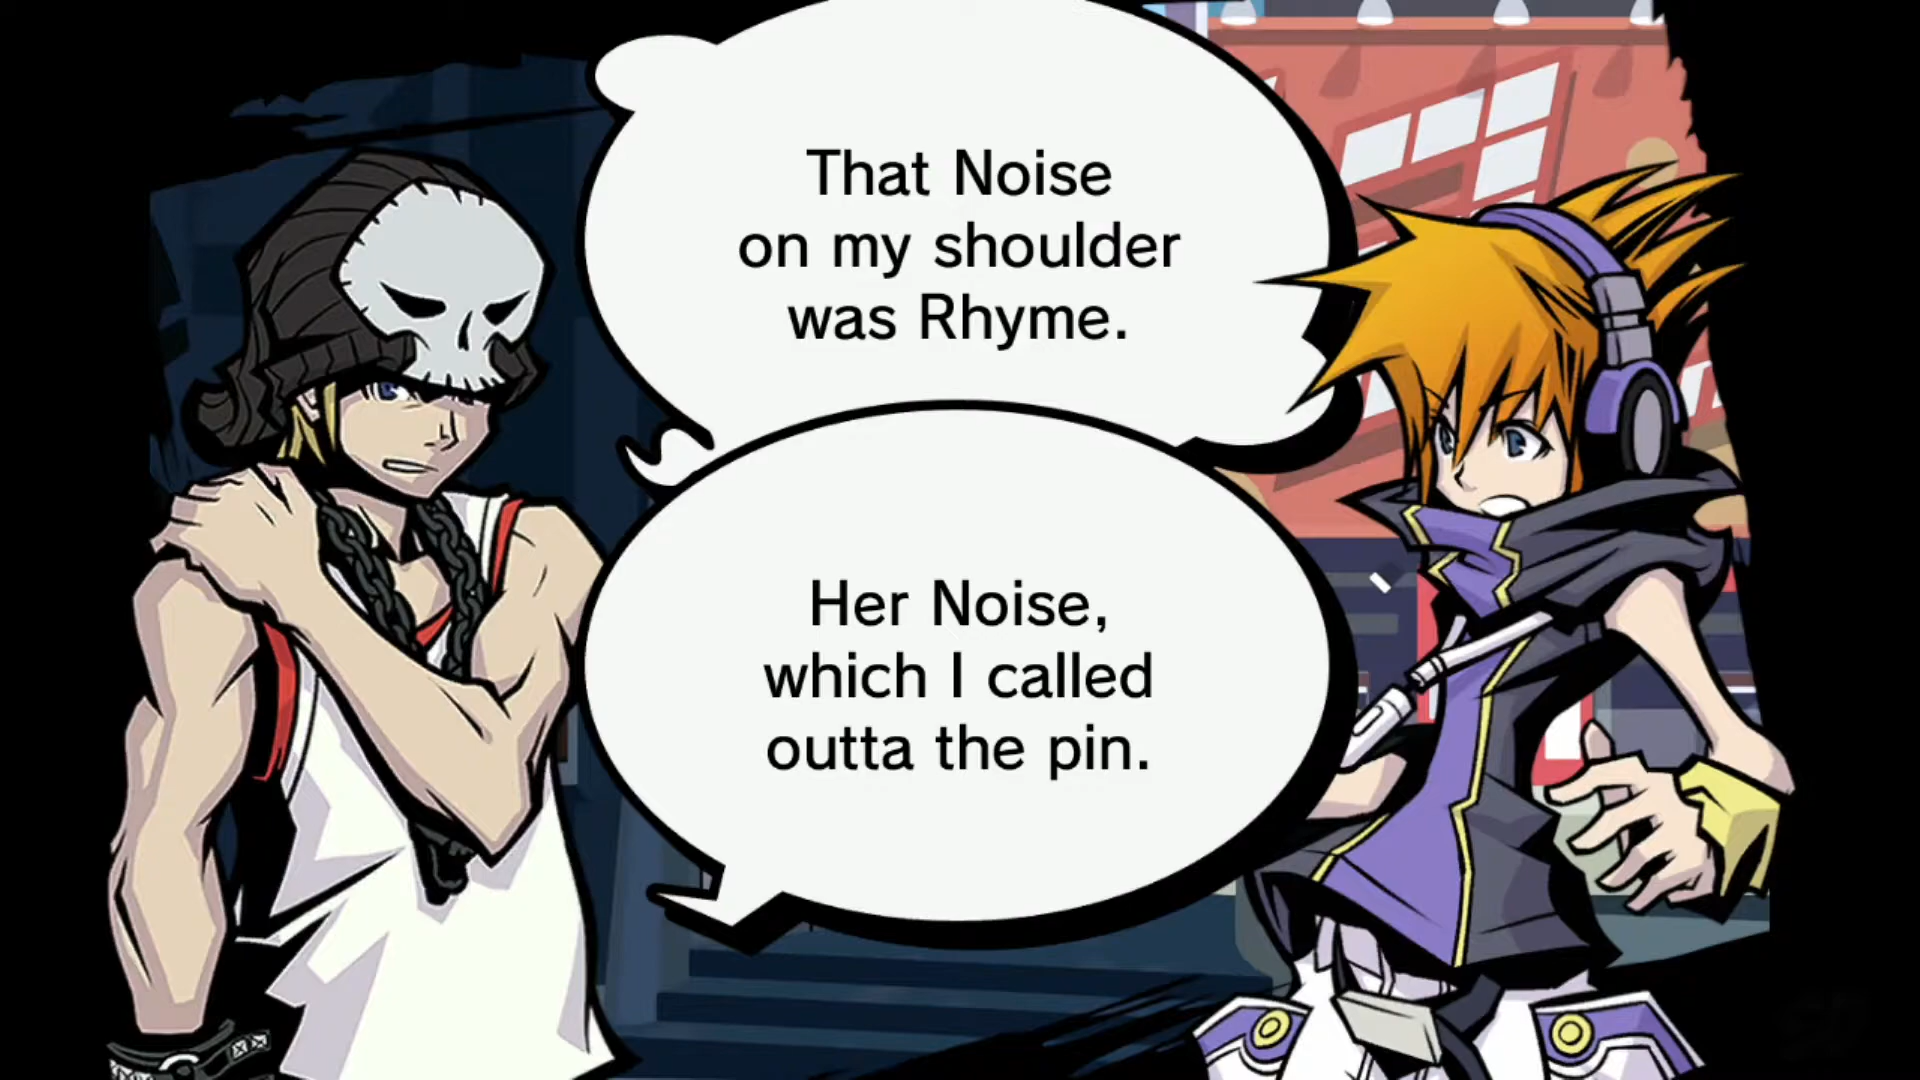 That Noise
on my shoulder
was Rhyme.
Her Noise,
which I called
outta the pin.